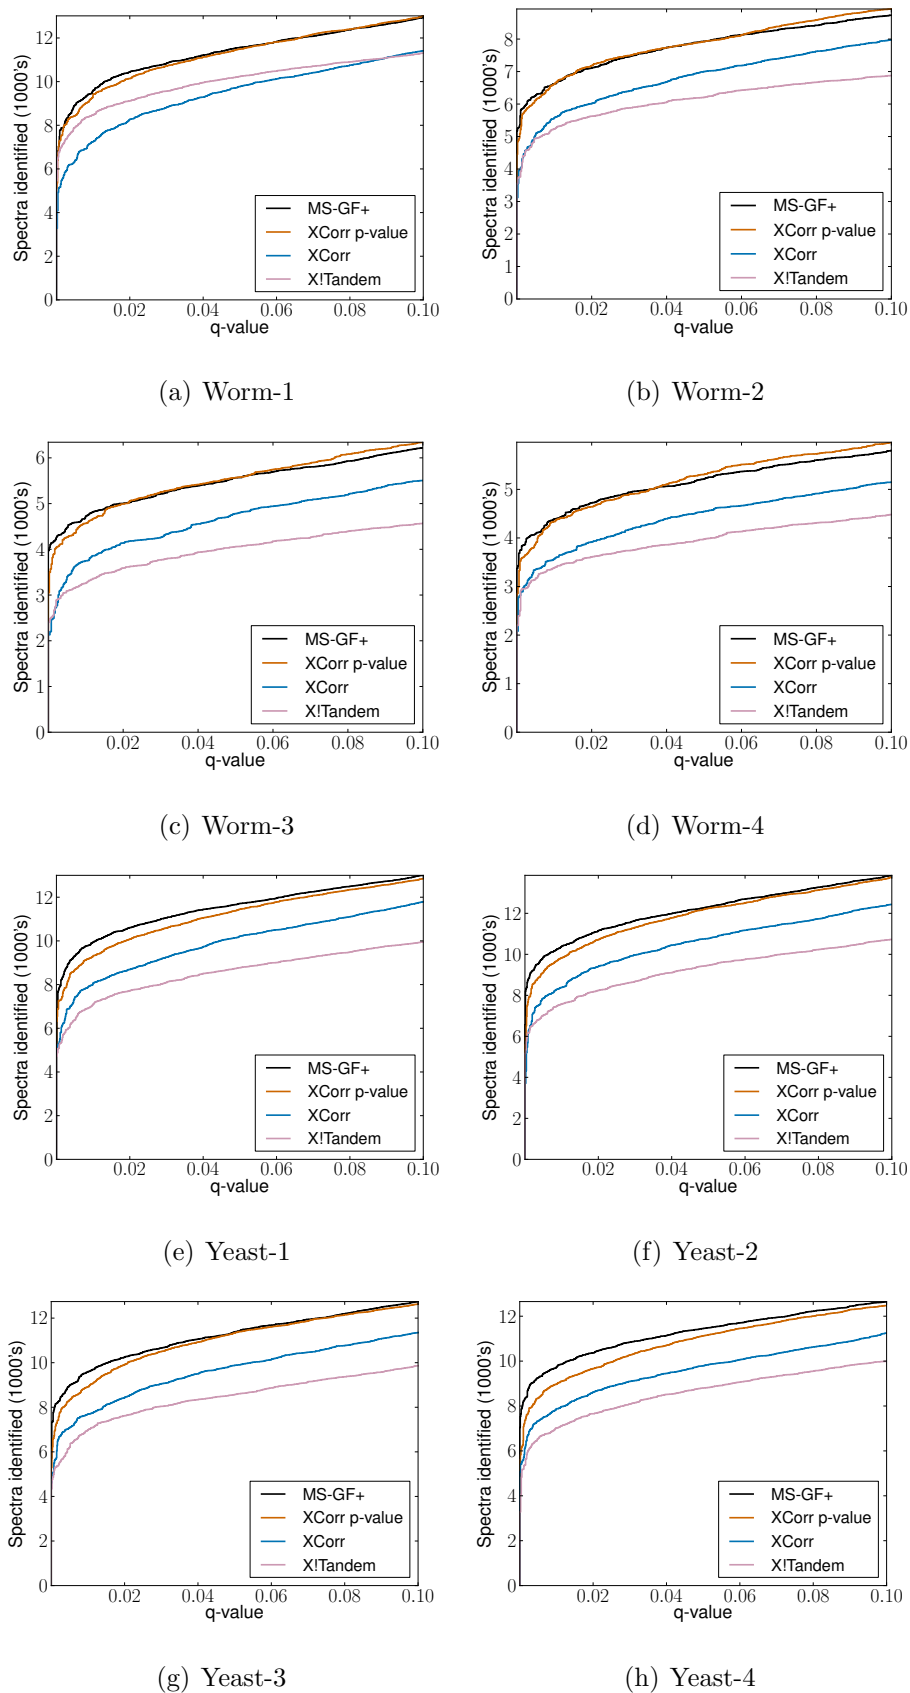 Spectra identified (1000's)
12
10
8
6
4
2
0
0.02 0.04 0.06 0.08 0.10
q-value
MS-GF+
XCorr p-value
XCorr
X!Tandem
(a) Worm-1
Spectra identified (1000's)
8
7
6
5
4
3
2
1
0
0.02 0.04 0.06 0.08 0.10
q-value
MS-GF+
XCorr p-value
XCorr
X!Tandem
(b) Worm-2
Spectra identified (1000's)
6
5
4
3
2
1
0
0.02 0.04 0.06 0.08 0.10
q-value
MS-GF+
XCorr p-value
XCorr
X!Tandem
(c) Worm-3
Spectra identified (1000's)
5
4
3
2
1
0
0.02 0.04 0.06 0.08 0.10
q-value
MS-GF+
XCorr p-value
XCorr
X!Tandem
(d) Worm-4
Spectra identified (1000's)
12
10
8
6
4
2
0
0.02 0.04 0.06 0.08 0.10
q-value
MS-GF+
XCorr p-value
XCorr
X!Tandem
(e) Yeast-1
Spectra identified (1000's)
12
10
8
6
4
2
0
0.02 0.04 0.06 0.08 0.10
q-value
MS-GF+
XCorr p-value
XCorr
X!Tandem
(f) Yeast-2
Spectra identified (1000's)
12
10
8
6
4
2
0
0.02 0.04 0.06 0.08 0.10
q-value
MS-GF+
XCorr p-value
XCorr
X!Tandem
(g) Yeast-3
Spectra identified (1000's)
12
10
8
6
4
2
0
0.02 0.04 0.06 0.08 0.10
q-value
MS-GF+
XCorr p-value
XCorr
X!Tandem
(h) Yeast-4